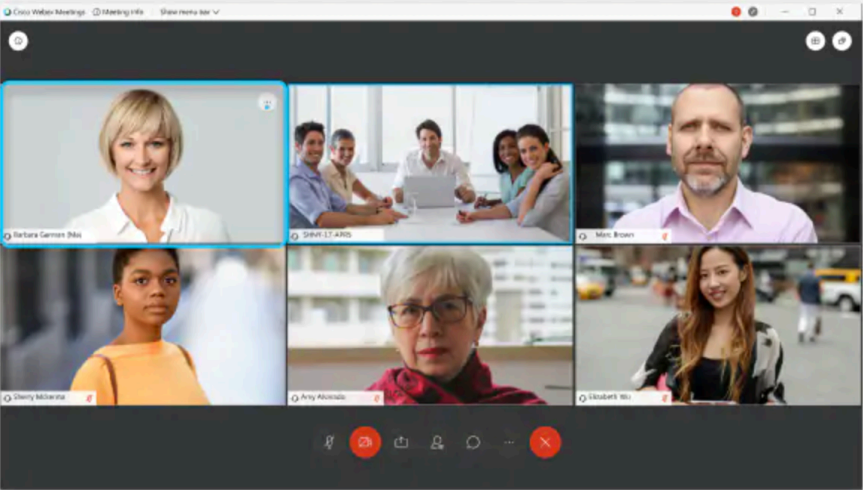 Cisco Webex Meetings Meeting Info Show menu bar
Barbara German (Me)
SHN9-17-APR5
Marc Brown
Sherry McKenna
Amy Alvarado
Elizabeth Wu